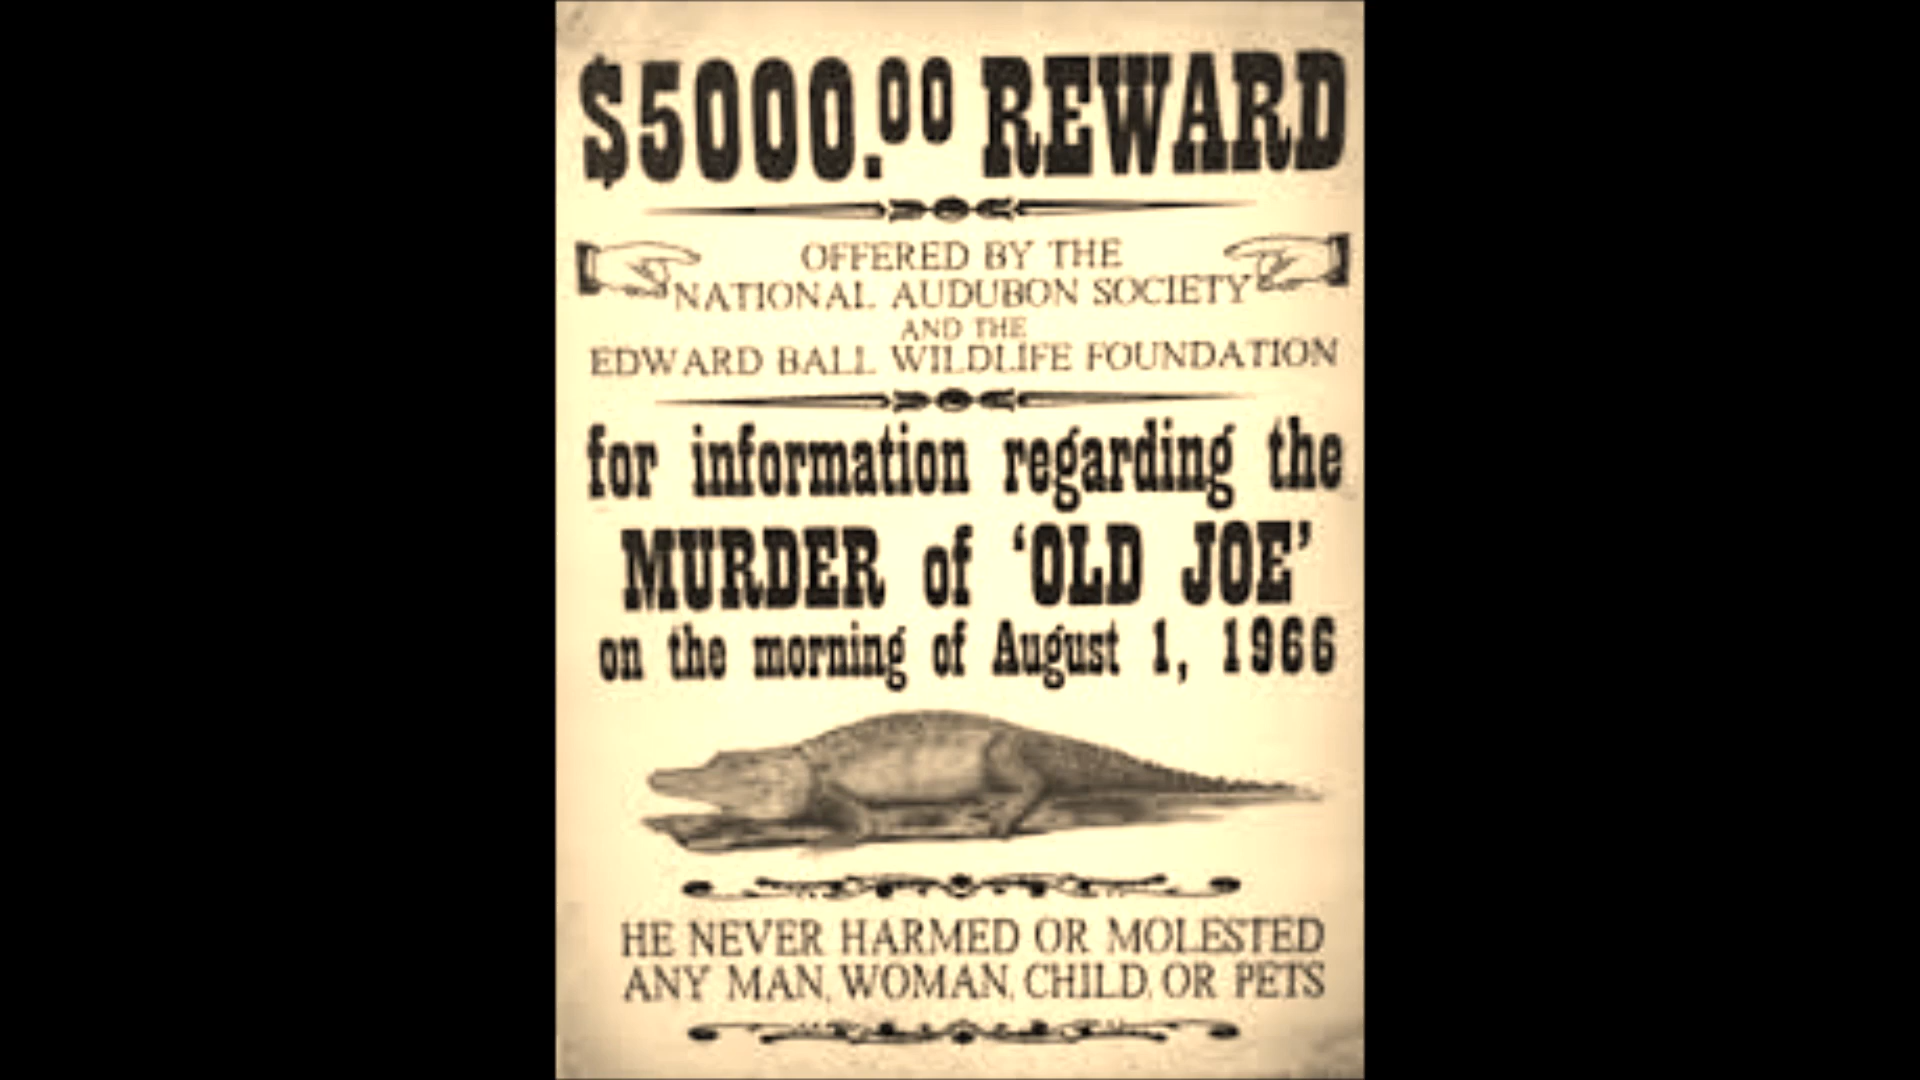 $5000.00 REWARD
OFFERED BY THE
NATIONAL AUDUBON SOCIETY
AND THE
EDWARD BALL WILDLIFE FOUNDATION
for information regarding the
MURDER of ‘OLD JOE’
on the morning of August 1, 1966
HE NEVER HARMED OR MOLESTED
ANY MAN, WOMAN, CHILD, OR PETS